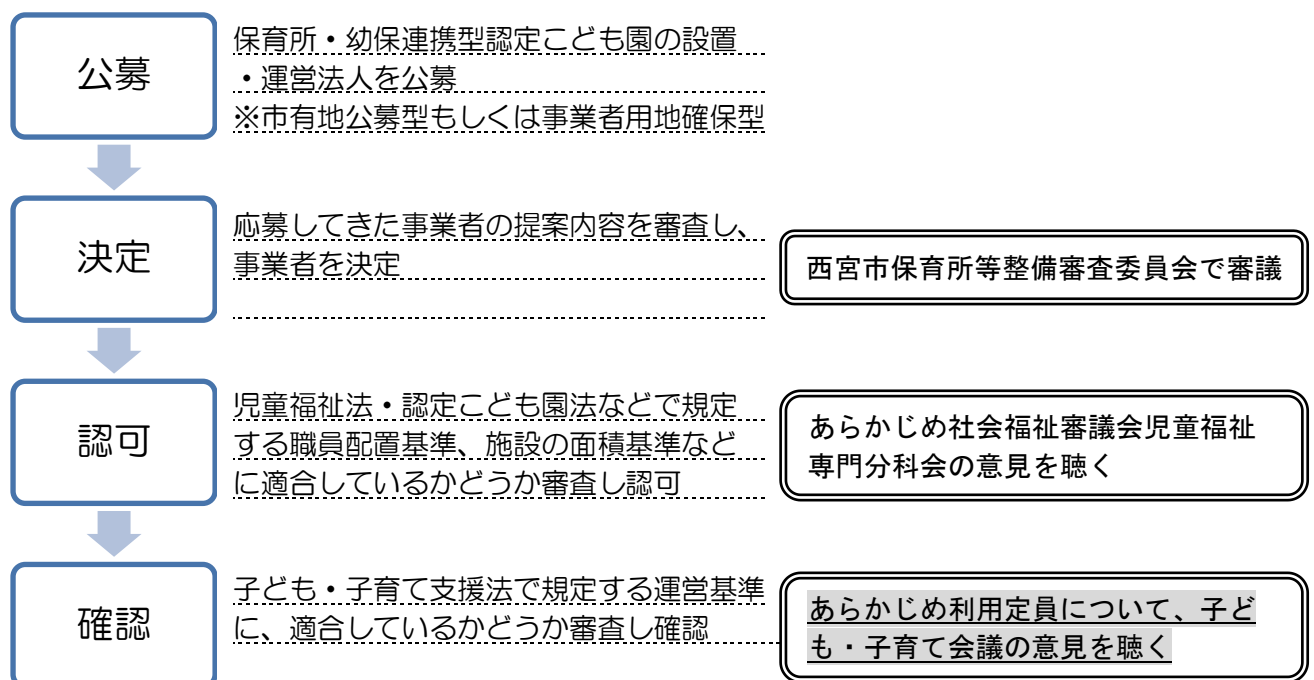 公募
保育所・幼保連携型認定こども園の設置
・運営法人を公募
※市有地公募型もしくは事業者用地確保型
決定
応募してきた事業者の提案内容を審査し、
事業者を決定
西宮市保育所等整備審査委員会で審議
認可
児童福祉法・認定こども園法などで規定
する職員配置基準、施設の面積基準など
に適合しているかどうか審査し認可
あらかじめ社会福祉審議会児童福祉
専門分科会の意見を聴く
確認
子ども・子育て支援法で規定する運営基準
に、適合しているかどうか審査し確認
あらかじめ利用定員について、子ど
も・子育て会議の意見を聴く